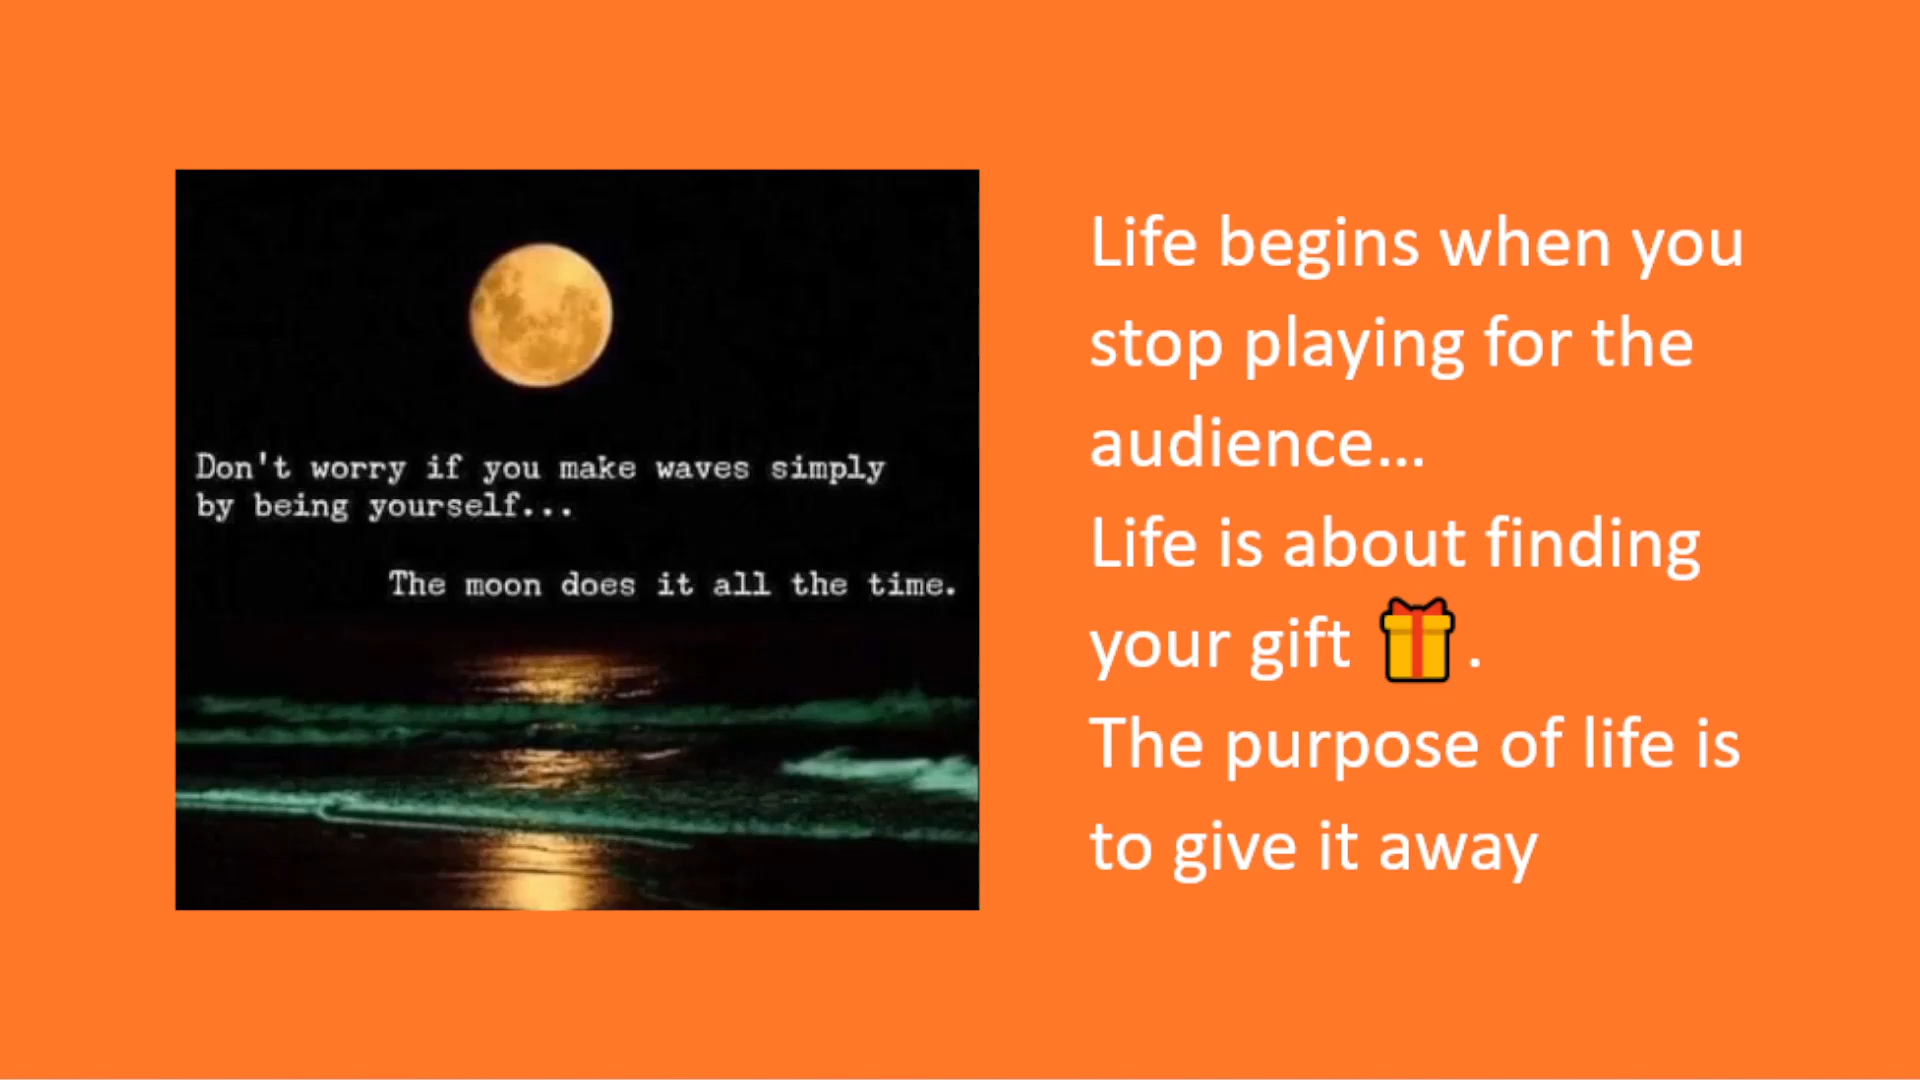 Don't worry if you make waves simply
by being yourself...
The moon does it all the time.
Life begins when you
stop playing for the
audience...
Life is about finding
your gift 🎁.
The purpose of life is
to give it away